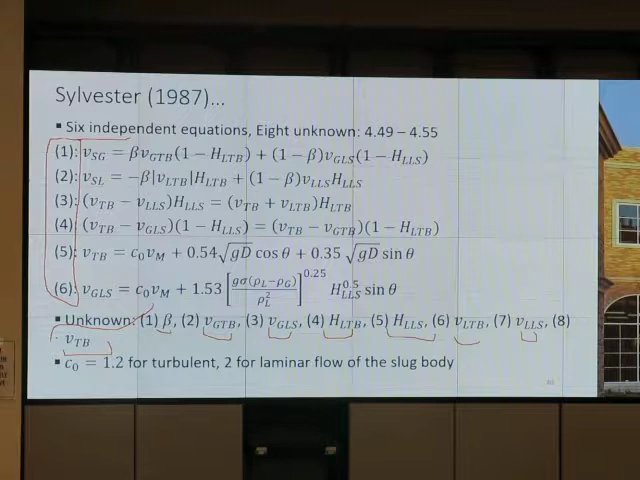 Sylvester (1987)...
▪ Six independent equations, Eight unknown: 4.49 – 4.55
(1): v_SG = βv_GTB(1 − H_LTB) + (1 − β)v_GLS(1 − H_LLS)
(2): v_SL = −β|v_LTB|H_LTB + (1 − β)v_LLS H_LLS
(3): (v_TB − v_LLS)H_LLS = (v_TB + v_LTB)H_LTB
(4): (v_TB − v_GLS)(1 − H_LLS) = (v_TB − v_GTB)(1 − H_LTB)
(5): v_TB = c_0 v_M + 0.54√(gD) cos θ + 0.35 √(gD) sin θ
(6): v_GLS = c_0 v_M + 1.53 [gσ(ρ_L−ρ_G)/ρ_L^2]^0.25 H_LLS^0.5 sin θ
▪ Unknown: (1) β, (2) v_GTB, (3) v_GLS, (4) H_LTB, (5) H_LLS, (6) v_LTB, (7) v_LLS, (8)
v_TB
▪ c_0 = 1.2 for turbulent, 2 for laminar flow of the slug body